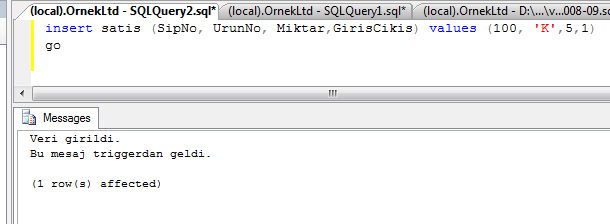 (local).OrnekLtd - SQLQuery2.sql* (local).OrnekLtd - SQLQuery1.sql* (local).OrnekLtd - D:\...\v...008-09.sq
insert satis (SipNo, UrunNo, Miktar,GirisCikis) values (100, 'K',5,1)
go
Messages
Veri girildi.
Bu mesaj triggerdan geldi.
(1 row(s) affected)